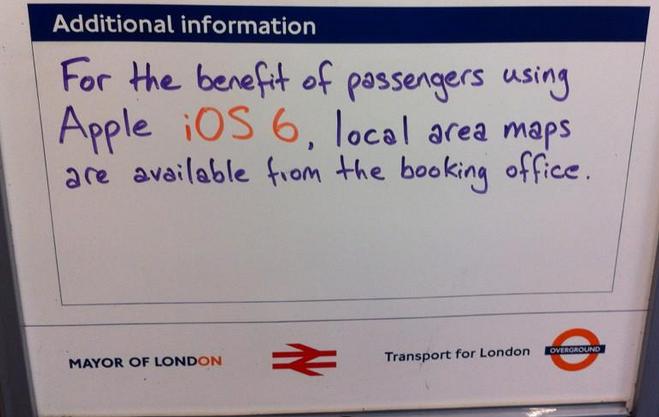 Additional information
For the benefit of passengers using
Apple iOS 6, local area maps
are available from the booking office.
MAYOR OF LONDON
Transport for London
OVERGROUND